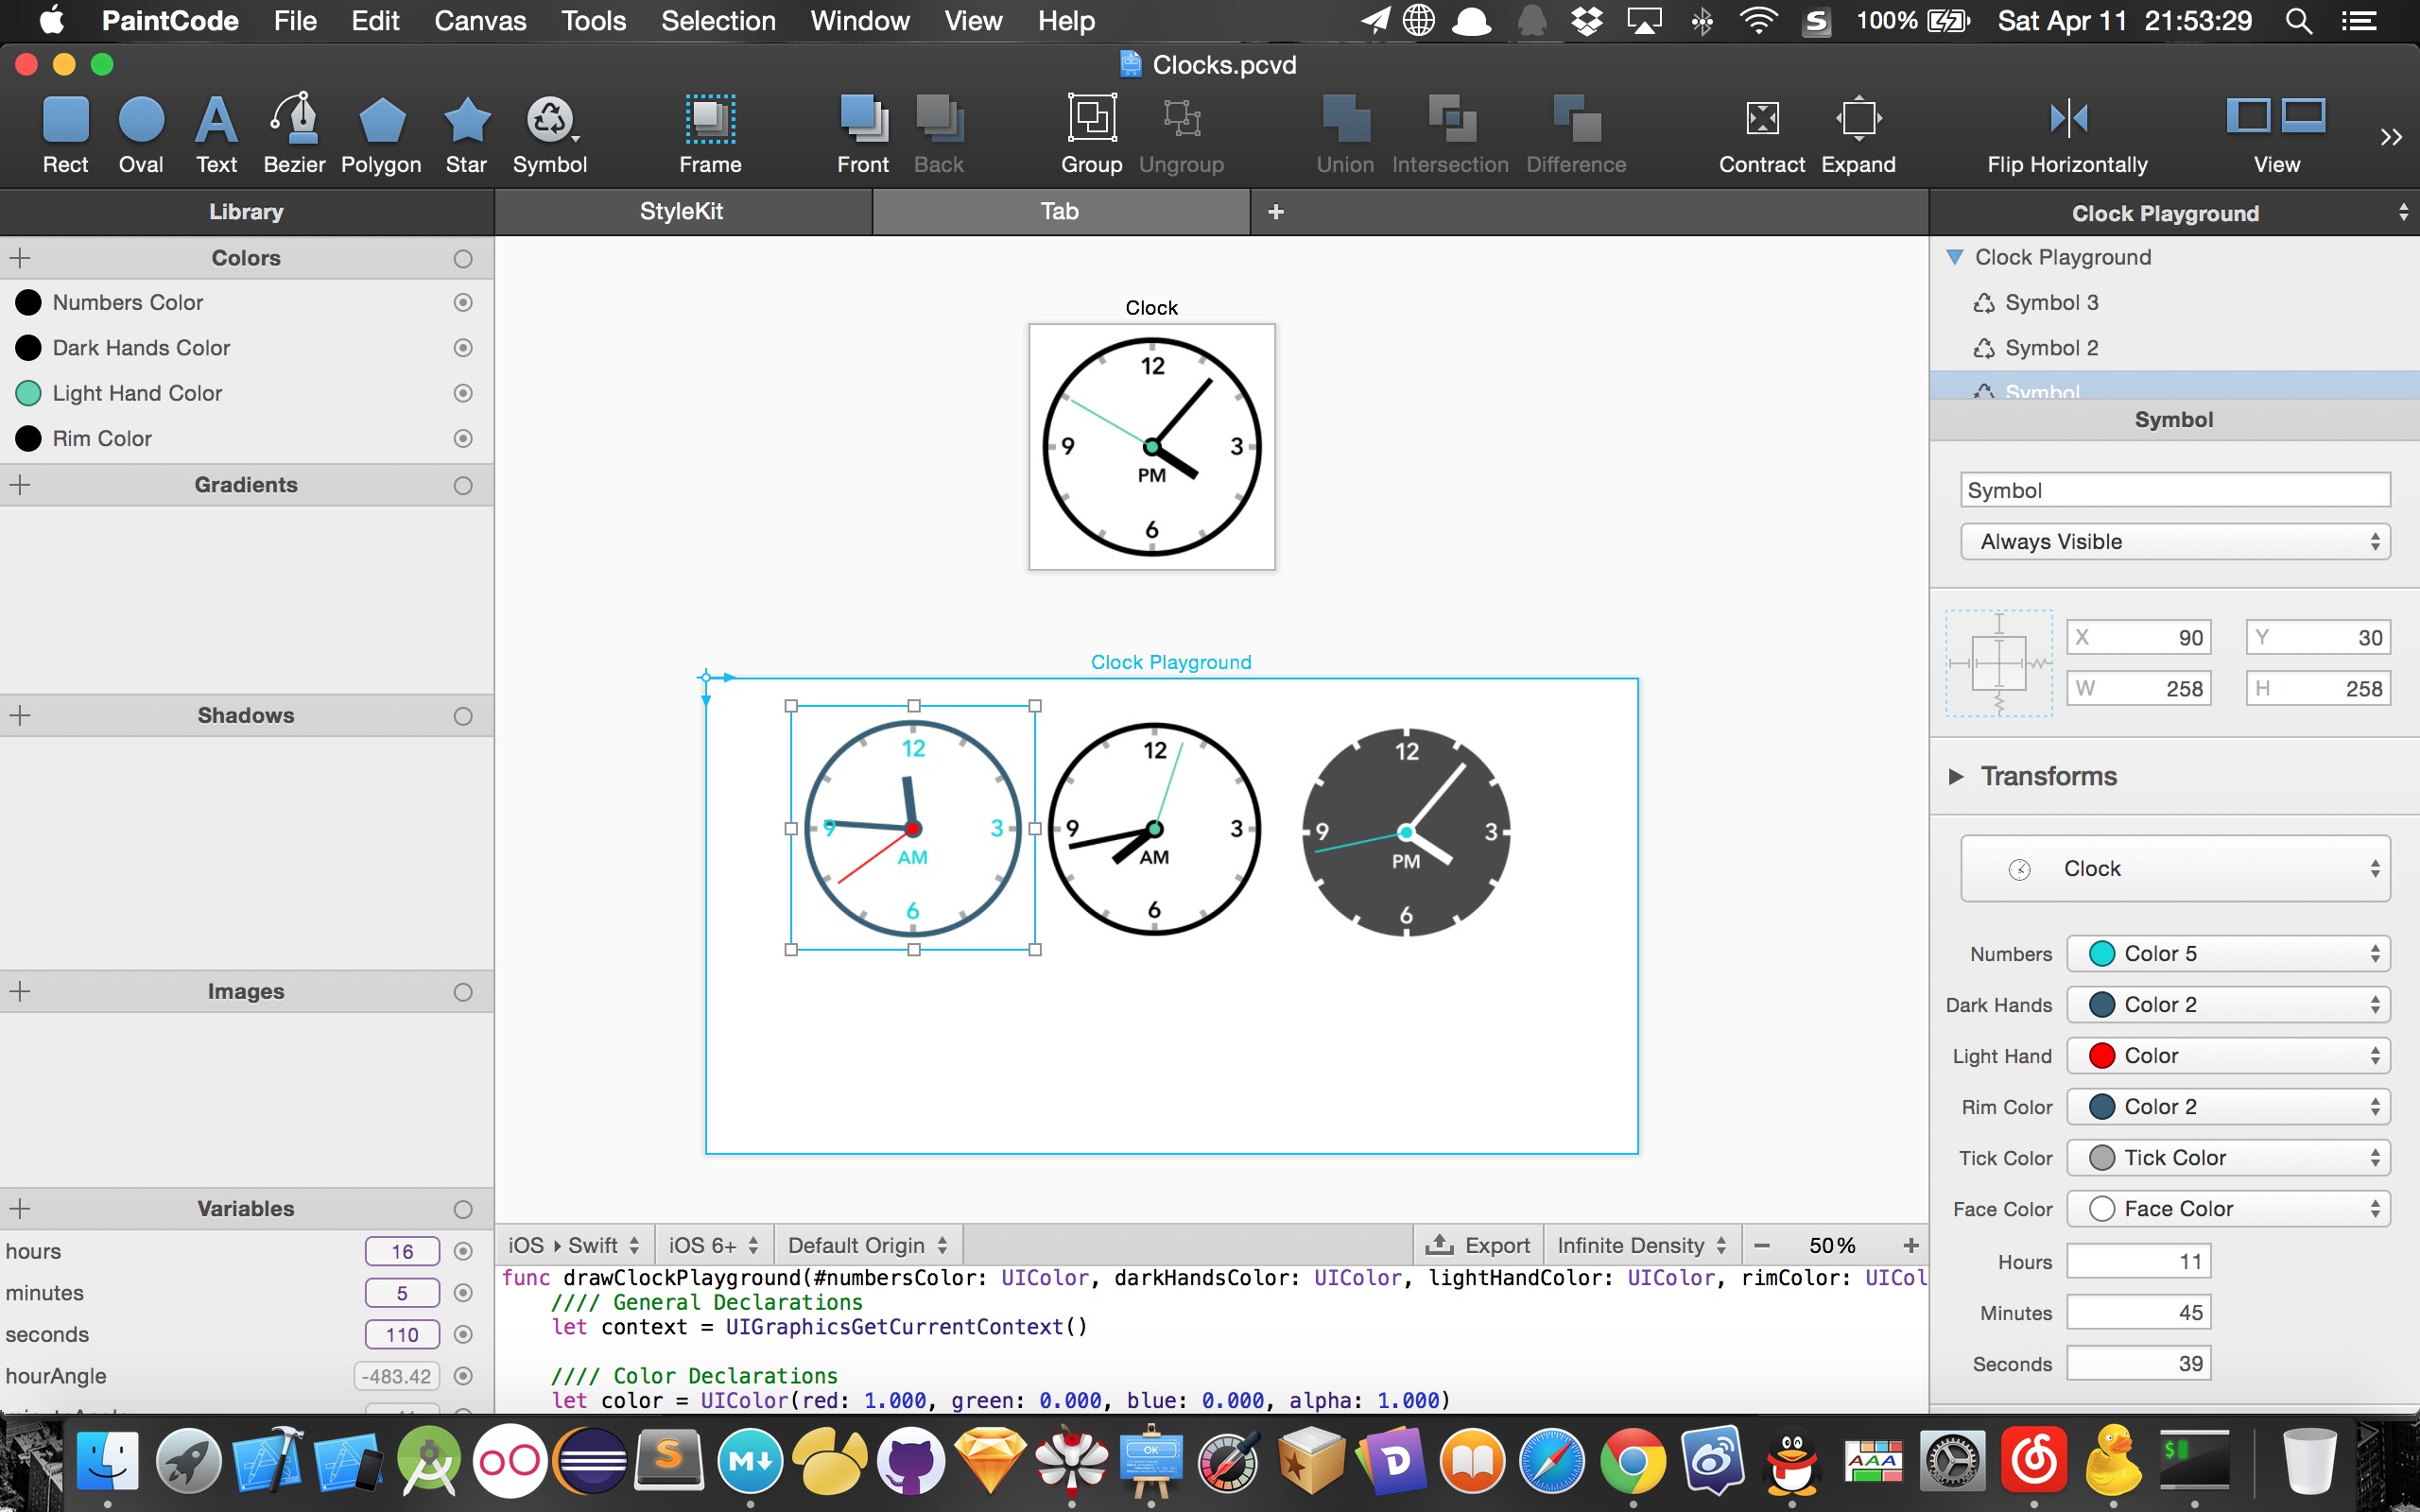 PaintCode File Edit Canvas Tools Selection Window View Help 100% Sat Apr 11 21:53:29
Clocks.pcvd
Rect Oval Text Bezier Polygon Star Symbol Frame Front Back Group Ungroup Union Intersection Difference Contract Expand Flip Horizontally View
Library StyleKit Tab + Clock Playground
Colors
Numbers Color
Dark Hands Color
Light Hand Color
Rim Color
Gradients
Shadows
Images
Variables
hours 16
minutes 5
seconds 110
hourAngle -483.42
Clock
12
9 3
PM
6
Clock Playground
12
9 3
AM
6
12
9 3
AM
6
12
9 3
PM
6
iOS ▸ Swift iOS 6+ Default Origin Export Infinite Density − 50% +
func drawClockPlayground(#numbersColor: UIColor, darkHandsColor: UIColor, lightHandColor: UIColor, rimColor: UICol
//// General Declarations
let context = UIGraphicsGetCurrentContext()
//// Color Declarations
let color = UIColor(red: 1.000, green: 0.000, blue: 0.000, alpha: 1.000)
Clock Playground
Symbol 3
Symbol 2
Symbol
Symbol
Symbol
Always Visible
X 90 Y 30
W 258 H 258
Transforms
Clock
Numbers Color 5
Dark Hands Color 2
Light Hand Color
Rim Color Color 2
Tick Color Tick Color
Face Color Face Color
Hours 11
Minutes 45
Seconds 39
S
M
OK
D
AAA
$